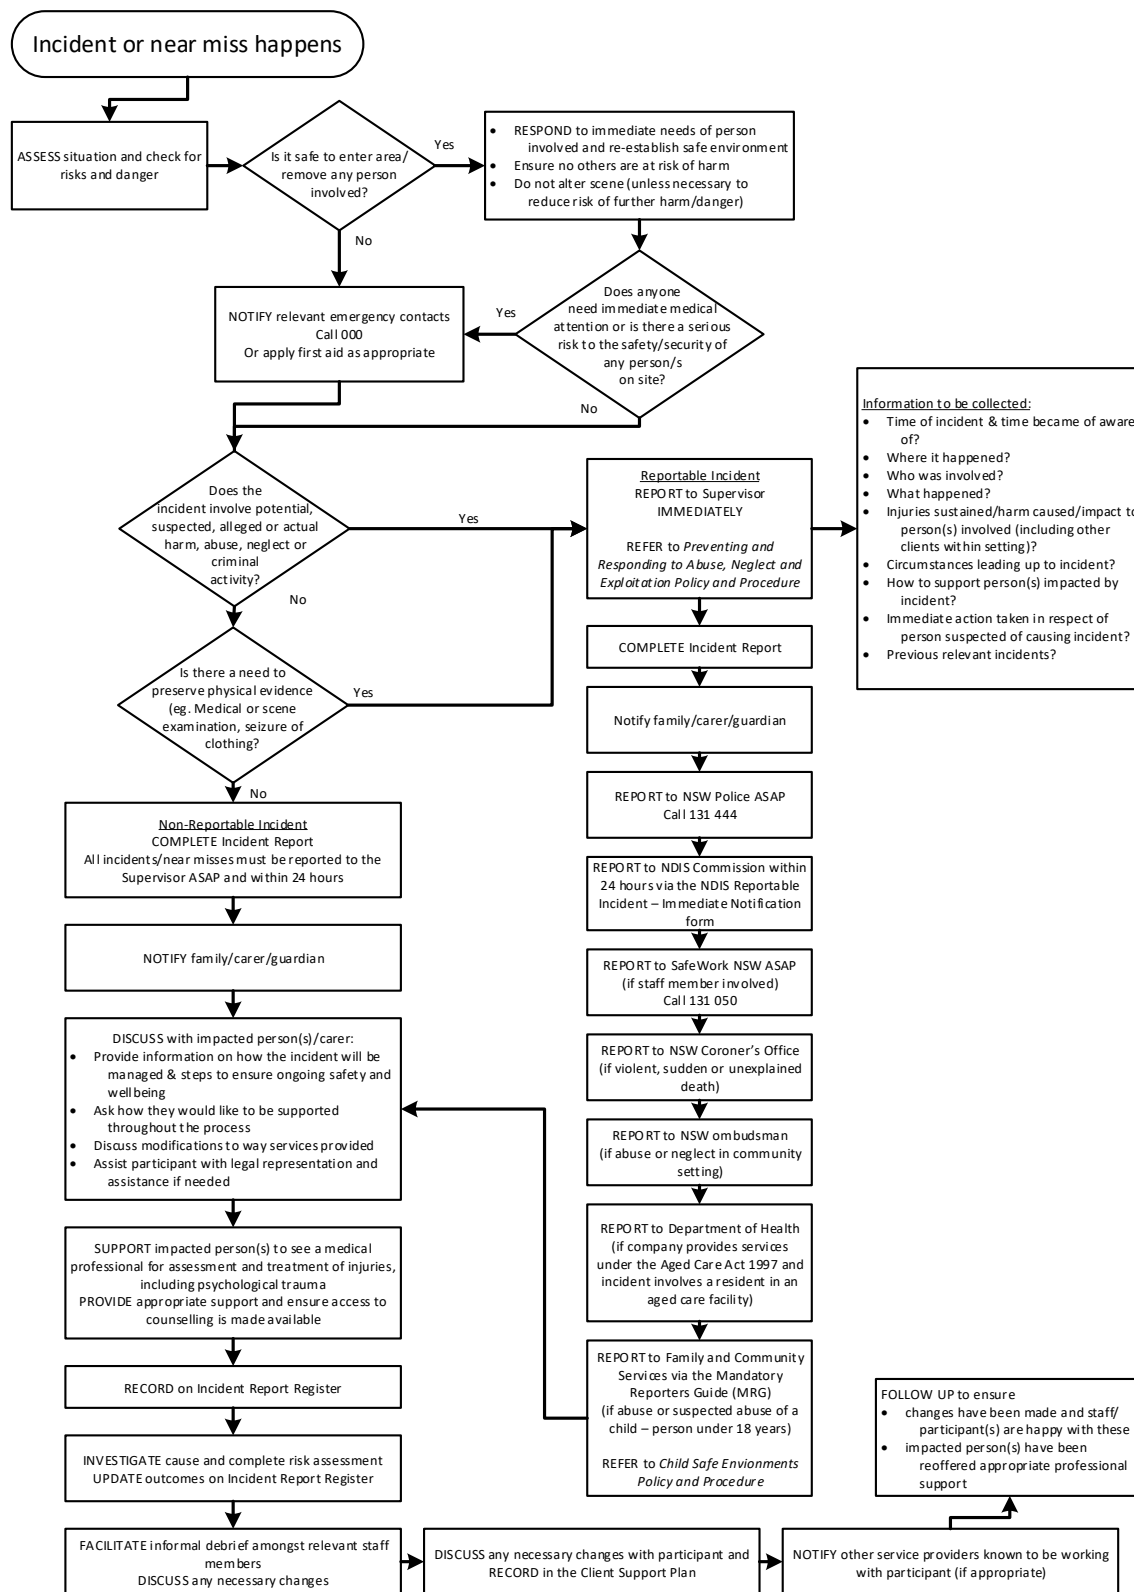 Incident or near miss happens
ASSESS situation and check for
risks and danger
Is it safe to enter area/
remove any person
involved?
Yes
No
• RESPOND to immediate needs of person
involved and re-establish safe environment
• Ensure no others are at risk of harm
• Do not alter scene (unless necessary to
reduce risk of further harm/danger)
Does anyone
need immediate medical
attention or is there a serious
risk to the safety/security of
any person/s
on site?
Yes
No
NOTIFY relevant emergency contacts
Call 000
Or apply first aid as appropriate
Does the
incident involve potential,
suspected, alleged or actual
harm, abuse, neglect or
criminal
activity?
Yes
No
Is there a need to
preserve physical evidence
(eg. Medical or scene
examination, seizure of
clothing?
Yes
No
Reportable Incident
REPORT to Supervisor
IMMEDIATELY
REFER to Preventing and
Responding to Abuse, Neglect and
Exploitation Policy and Procedure
Information to be collected:
• Time of incident & time became of aware
of?
• Where it happened?
• Who was involved?
• What happened?
• Injuries sustained/harm caused/impact to
person(s) involved (including other
clients within setting)?
• Circumstances leading up to incident?
• How to support person(s) impacted by
incident?
• Immediate action taken in respect of
person suspected of causing incident?
• Previous relevant incidents?
COMPLETE Incident Report
Notify family/carer/guardian
REPORT to NSW Police ASAP
Call 131 444
REPORT to NDIS Commission within
24 hours via the NDIS Reportable
Incident – Immediate Notification
form
REPORT to SafeWork NSW ASAP
(if staff member involved)
Call 131 050
REPORT to NSW Coroner’s Office
(if violent, sudden or unexplained
death)
REPORT to NSW ombudsman
(if abuse or neglect in community
setting)
REPORT to Department of Health
(if company provides services
under the Aged Care Act 1997 and
incident involves a resident in an
aged care facility)
REPORT to Family and Community
Services via the Mandatory
Reporters Guide (MRG)
(if abuse or suspected abuse of a
child – person under 18 years)
REFER to Child Safe Envionments
Policy and Procedure
Non-Reportable Incident
COMPLETE Incident Report
All incidents/near misses must be reported to the
Supervisor ASAP and within 24 hours
NOTIFY family/carer/guardian
DISCUSS with impacted person(s)/carer:
• Provide information on how the incident will be
managed & steps to ensure ongoing safety and
wellbeing
• Ask how they would like to be supported
throughout the process
• Discuss modifications to way services provided
• Assist participant with legal representation and
assistance if needed
SUPPORT impacted person(s) to see a medical
professional for assessment and treatment of injuries,
including psychological trauma
PROVIDE appropriate support and ensure access to
counselling is made available
RECORD on Incident Report Register
INVESTIGATE cause and complete risk assessment
UPDATE outcomes on Incident Report Register
FACILITATE informal debrief amongst relevant staff
members
DISCUSS any necessary changes
DISCUSS any necessary changes with participant and
RECORD in the Client Support Plan
NOTIFY other service providers known to be working
with participant (if appropriate)
FOLLOW UP to ensure
• changes have been made and staff/
participant(s) are happy with these
• impacted person(s) have been
reoffered appropriate professional
support